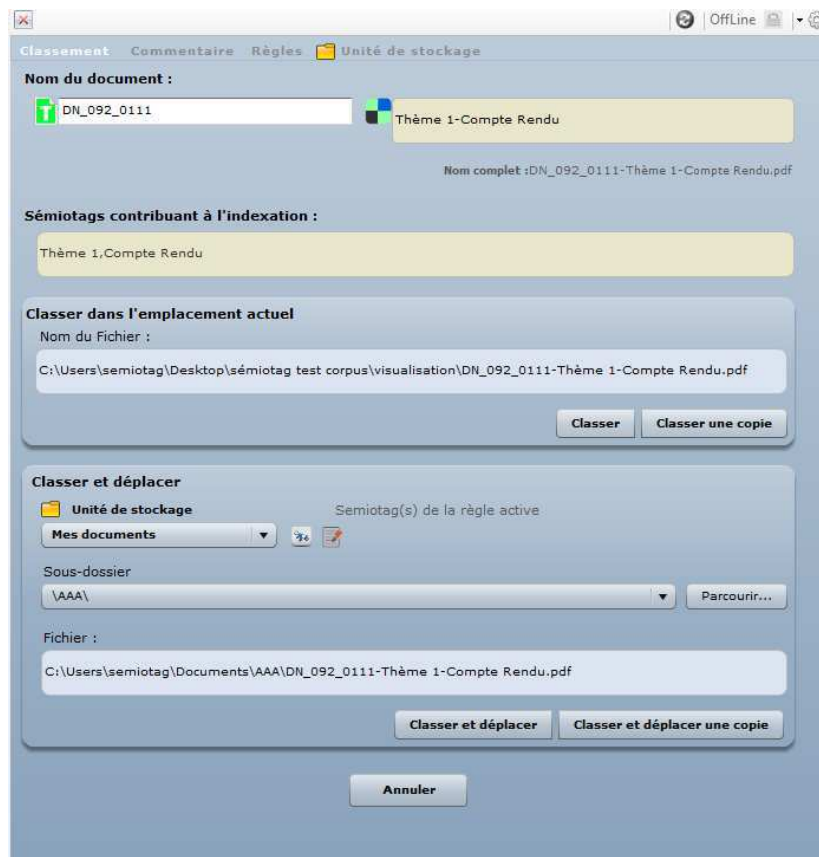 OffLine
Classement Commentaire Règles Unité de stockage
Nom du document :
DN_092_0111 Thème 1-Compte Rendu
Nom complet :DN_092_0111-Thème 1-Compte Rendu.pdf
Sémiotags contribuant à l'indexation :
Thème 1,Compte Rendu
Classer dans l'emplacement actuel
Nom du Fichier :
C:\Users\semiotag\Desktop\sémiotag test corpus\visualisation\DN_092_0111-Thème 1-Compte Rendu.pdf
Classer Classer une copie
Classer et déplacer
Unité de stockage Semiotag(s) de la règle active
Mes documents
Sous-dossier
\AAA\ Parcourir...
Fichier :
C:\Users\semiotag\Documents\AAA\DN_092_0111-Thème 1-Compte Rendu.pdf
Classer et déplacer Classer et déplacer une copie
Annuler